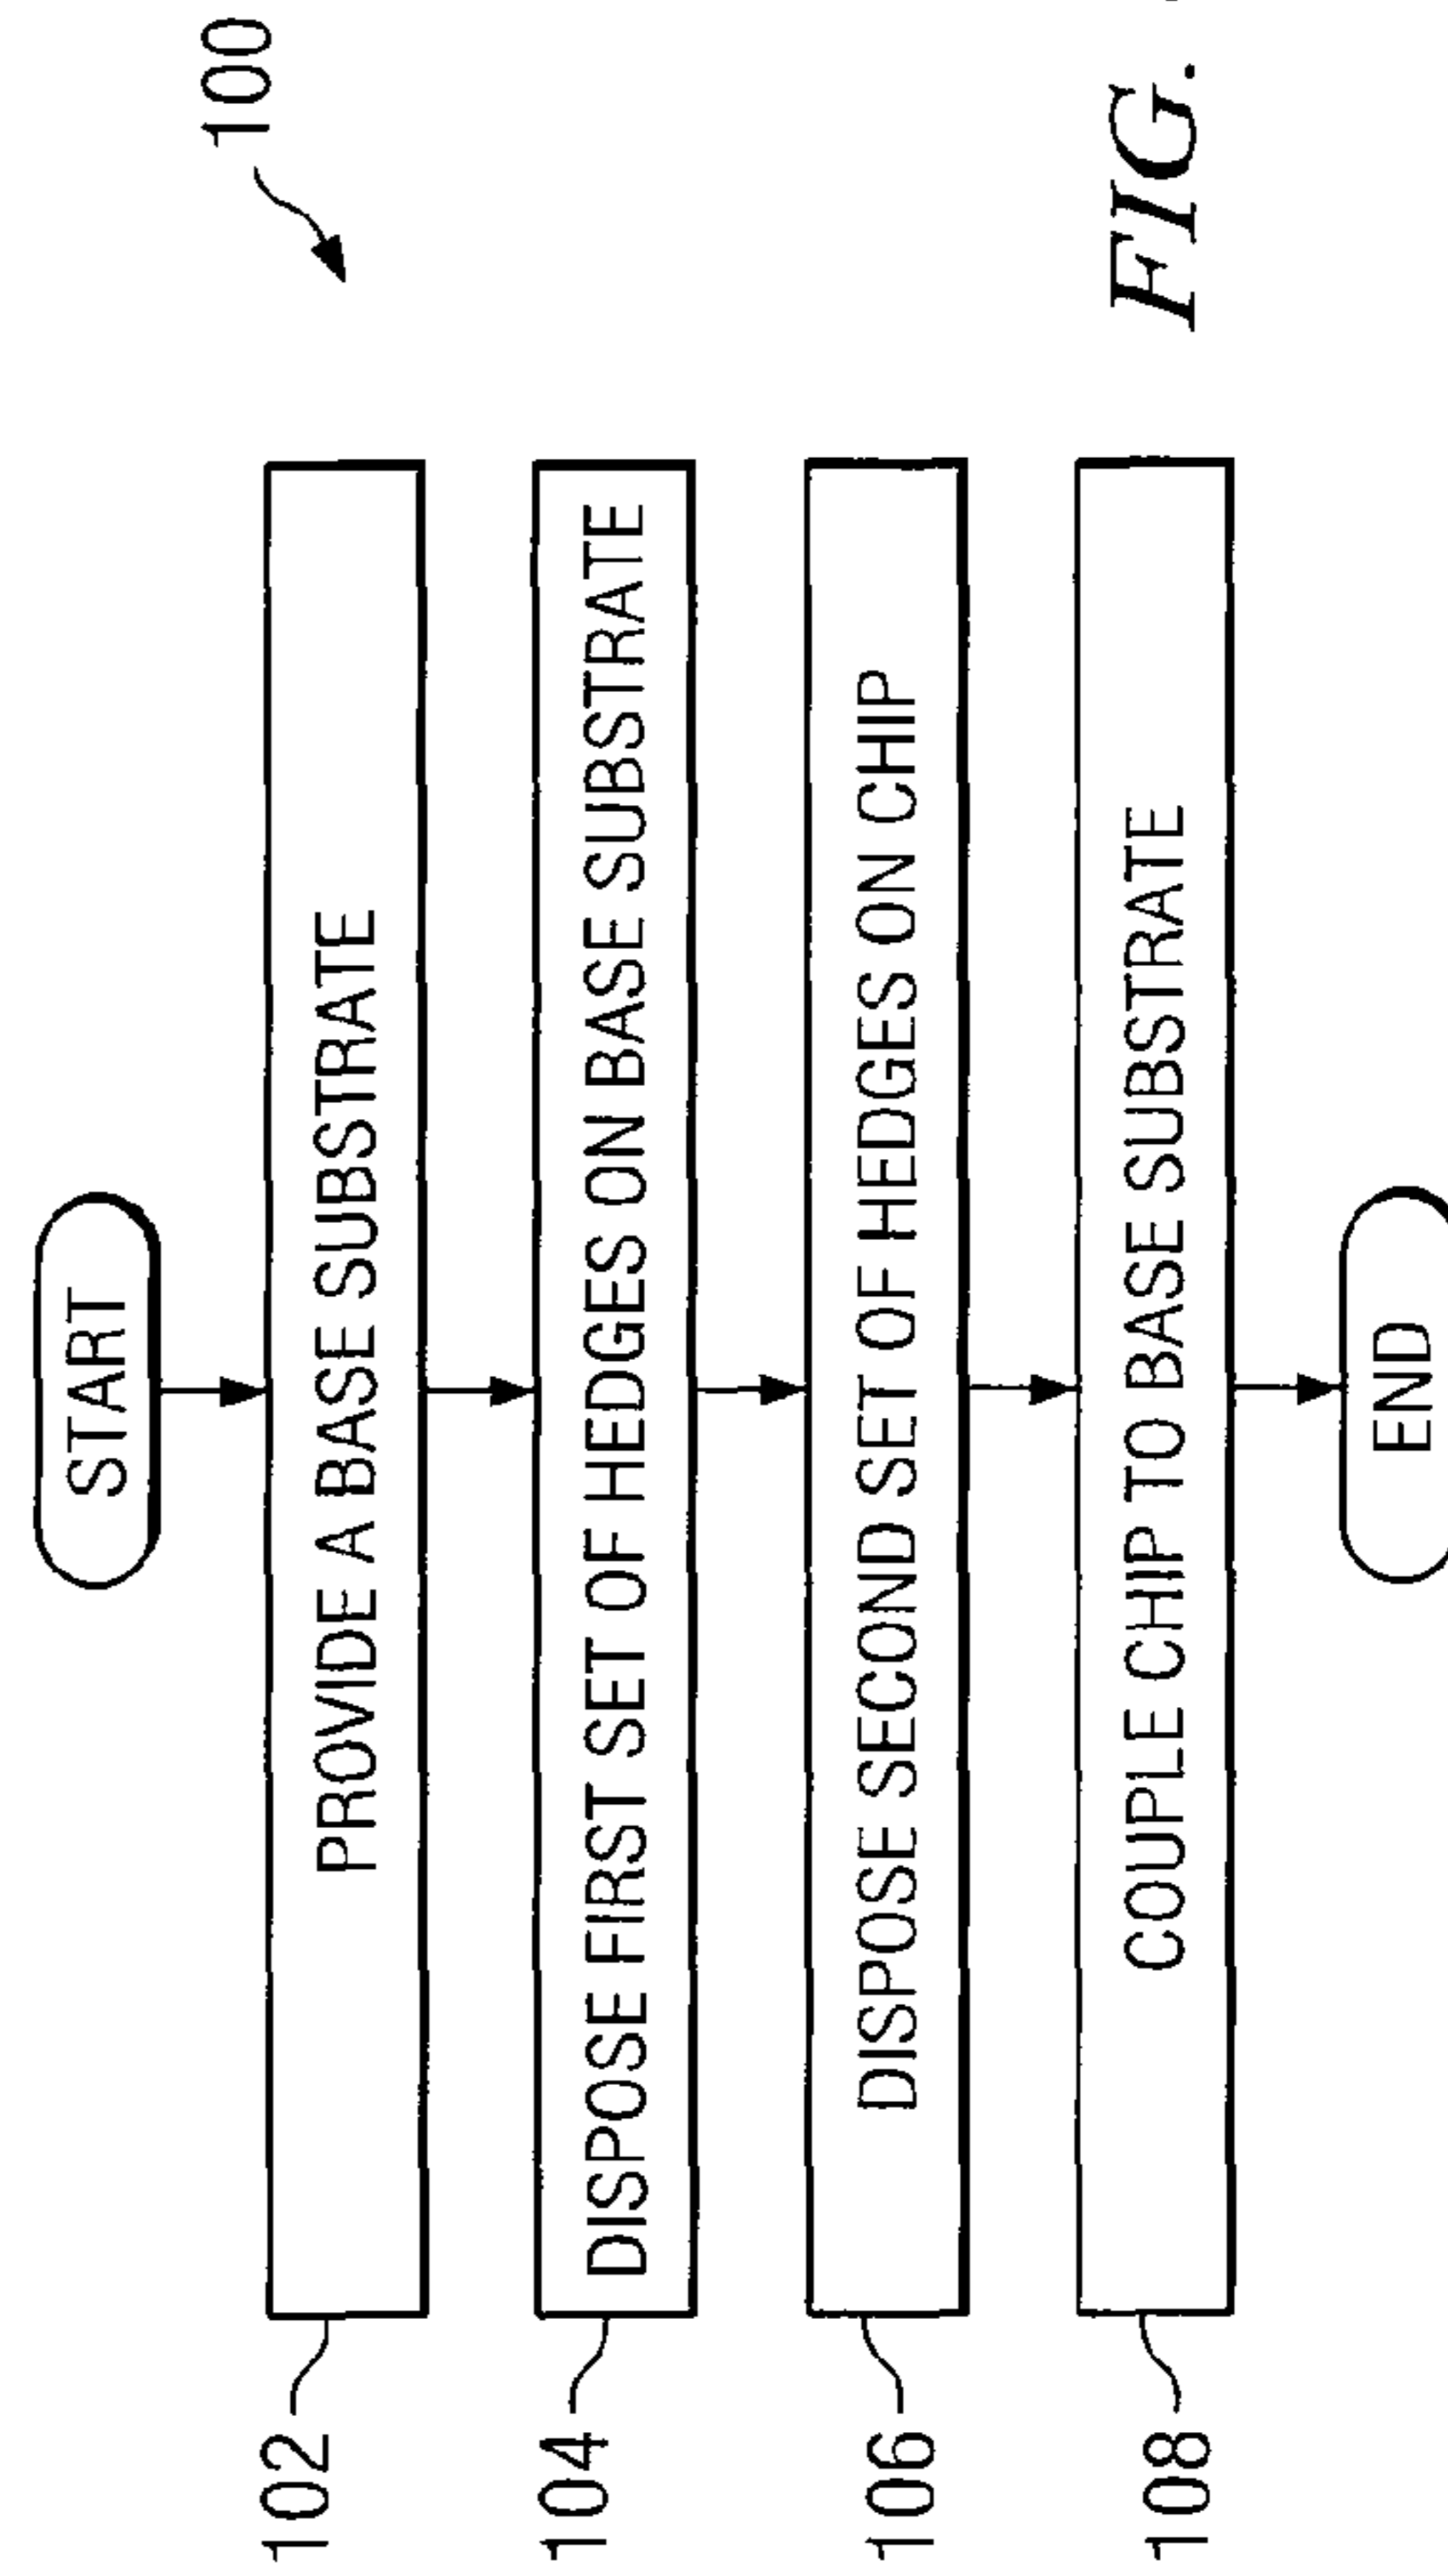 100
START
102
PROVIDE A BASE SUBSTRATE
104
DISPOSE FIRST SET OF HEDGES ON BASE SUBSTRATE
106
DISPOSE SECOND SET OF HEDGES ON CHIP
108
COUPLE CHIP TO BASE SUBSTRATE
END
FIG.